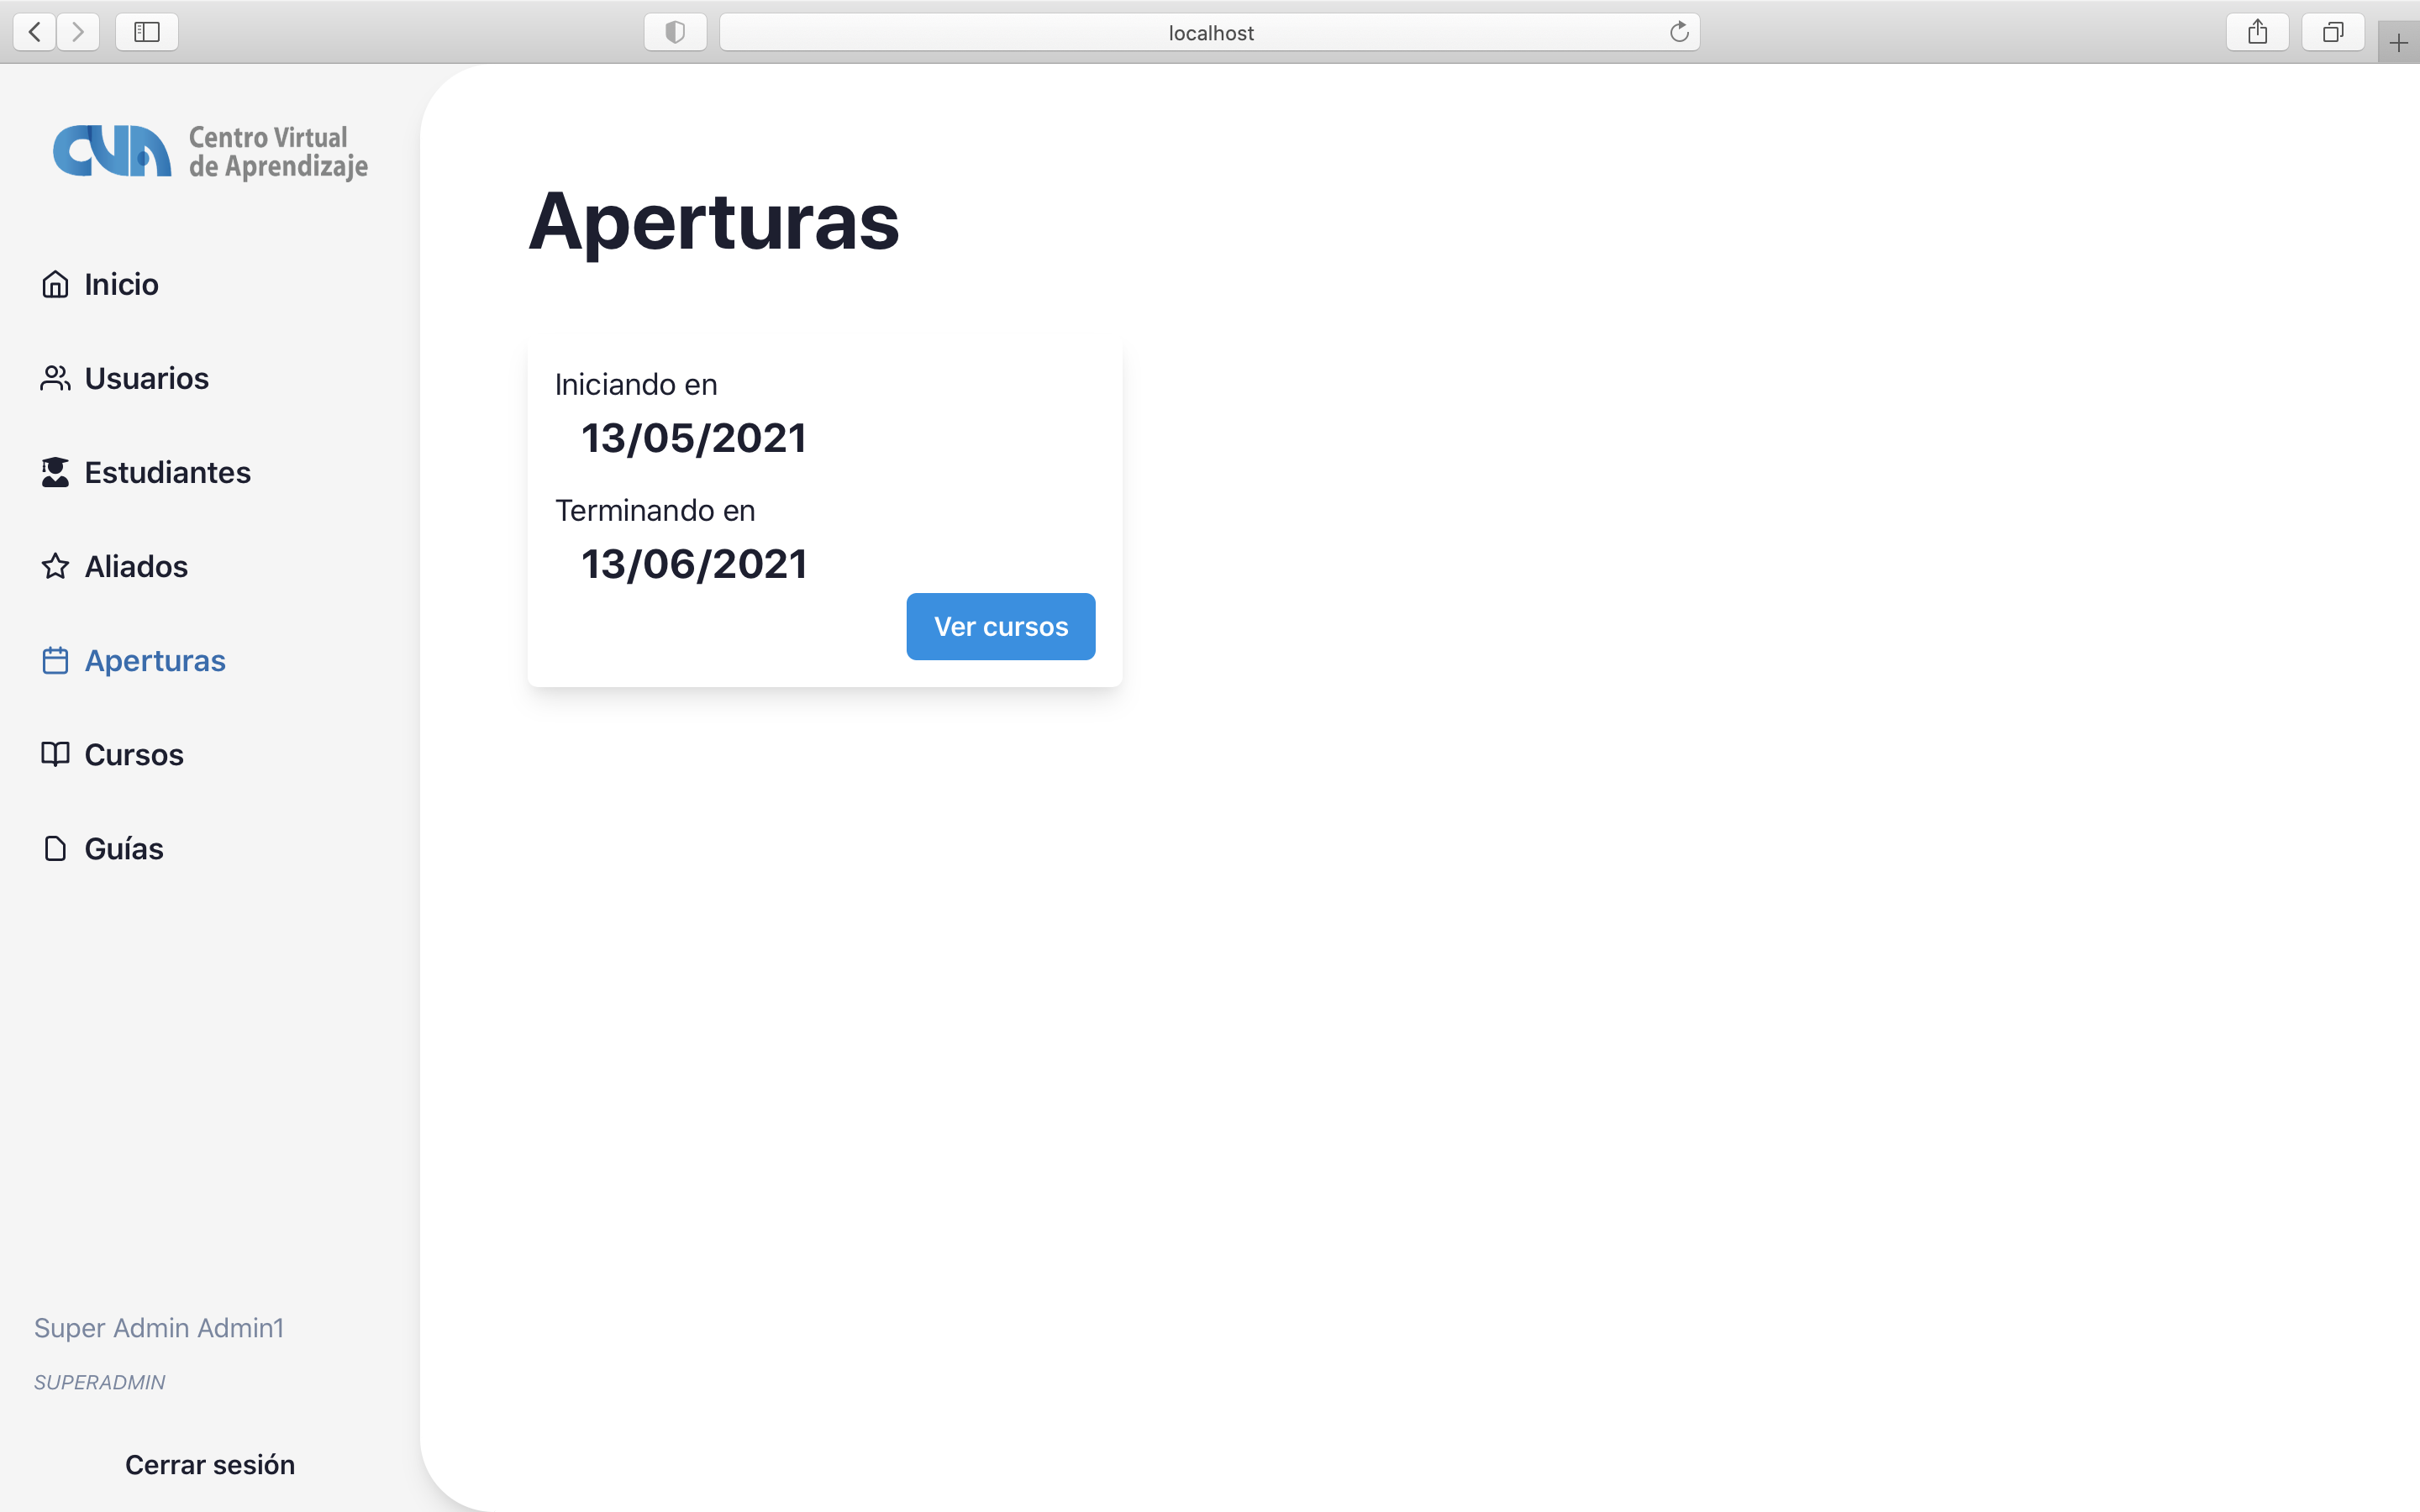 localhost
CVA
Centro Virtual
de Aprendizaje
Inicio
Usuarios
Estudiantes
Aliados
Aperturas
Cursos
Guías
Super Admin Admin1
SUPERADMIN
Cerrar sesión
Aperturas
Iniciando en
13/05/2021
Terminando en
13/06/2021
Ver cursos